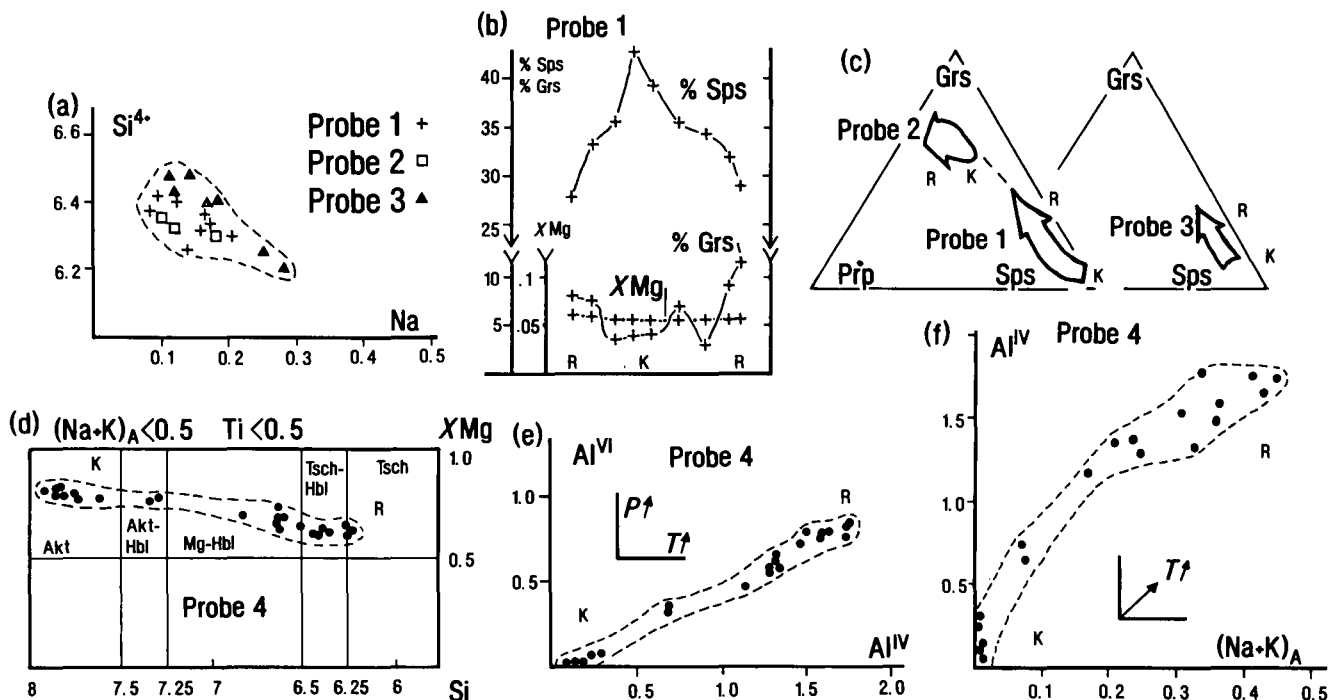 (a)
Si4+
6.6
6.4
6.2
Na
0.1 0.2 0.3 0.4 0.5
Probe 1 +
Probe 2 □
Probe 3 ▲
(b) Probe 1
% Sps
% Grs
40
35
30
25
% Sps
XMg
10 .1
5 .05
% Grs
XMg
R K R
(c)
Grs
Probe 2
R K
Probe 1
R
K
Prp
Sps
Grs
Probe 3
R
K
Sps
(d) (Na+K)A<0.5 Ti<0.5 XMg
K
Tsch-Hbl
Tsch
R
Akt
Akt-Hbl
Mg-Hbl
Probe 4
1.0
0.5
8 7.5 7.25 7 6.5 6.25 6 Si
(e) Probe 4
AlVI
1.0
0.5
P↑
T↑
R
K
AlIV
0.5 1.0 1.5 2.0
(f) Probe 4
AlIV
1.5
1.0
0.5
R
K
T↑
(Na+K)A
0.1 0.2 0.3 0.4 0.5